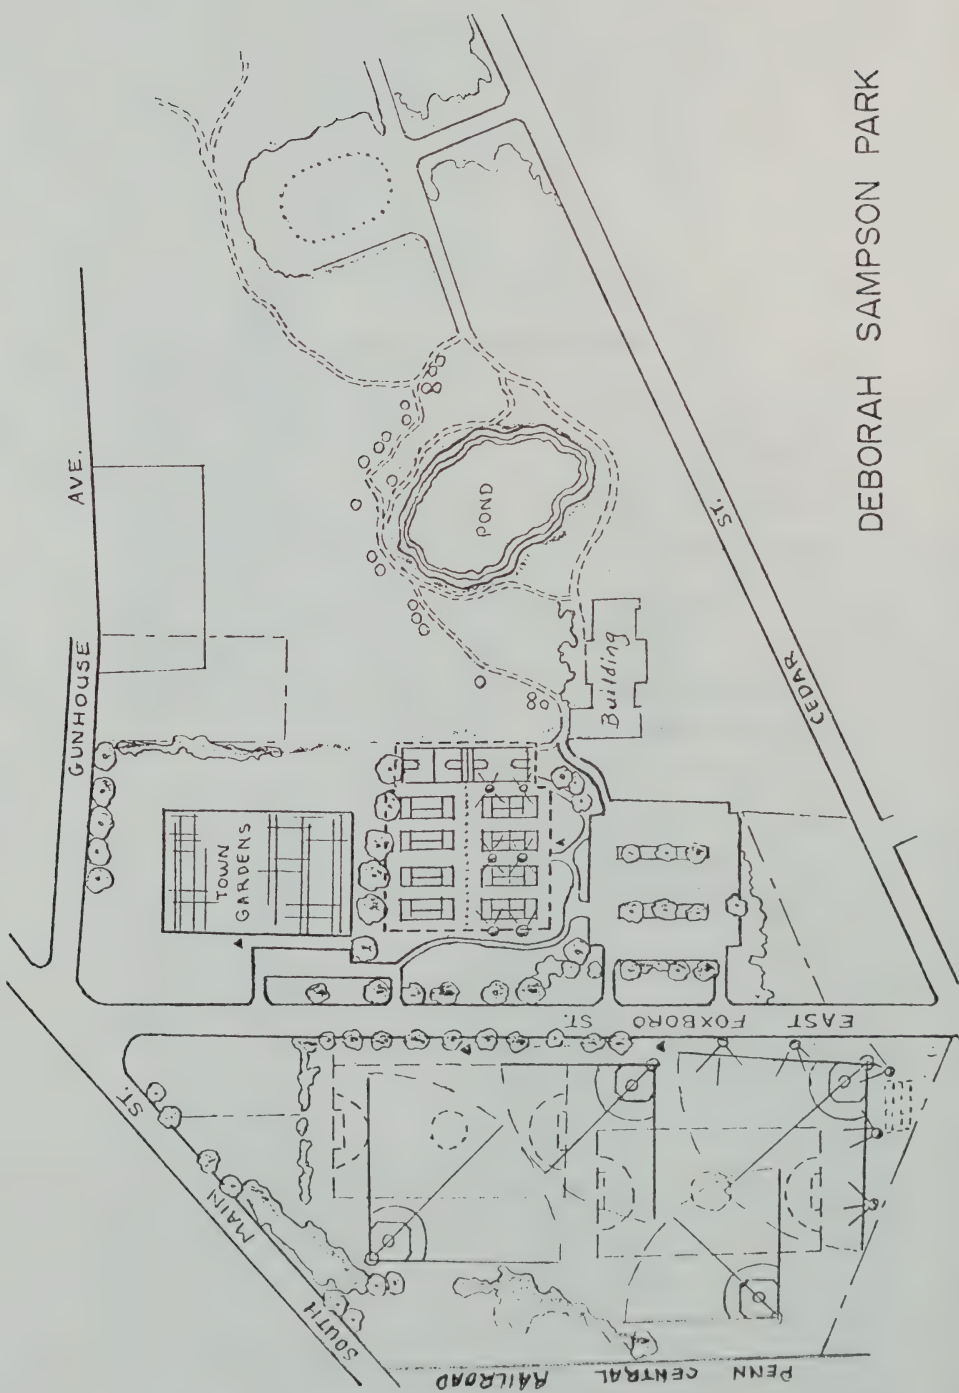 DEBORAH SAMPSON PARK
GUNHOUSE AVE.
TOWN
GARDENS
POND
Building
CEDAR ST.
EAST FOXBORO ST.
SOUTH MAIN ST.
PENN CENTRAL RAILROAD